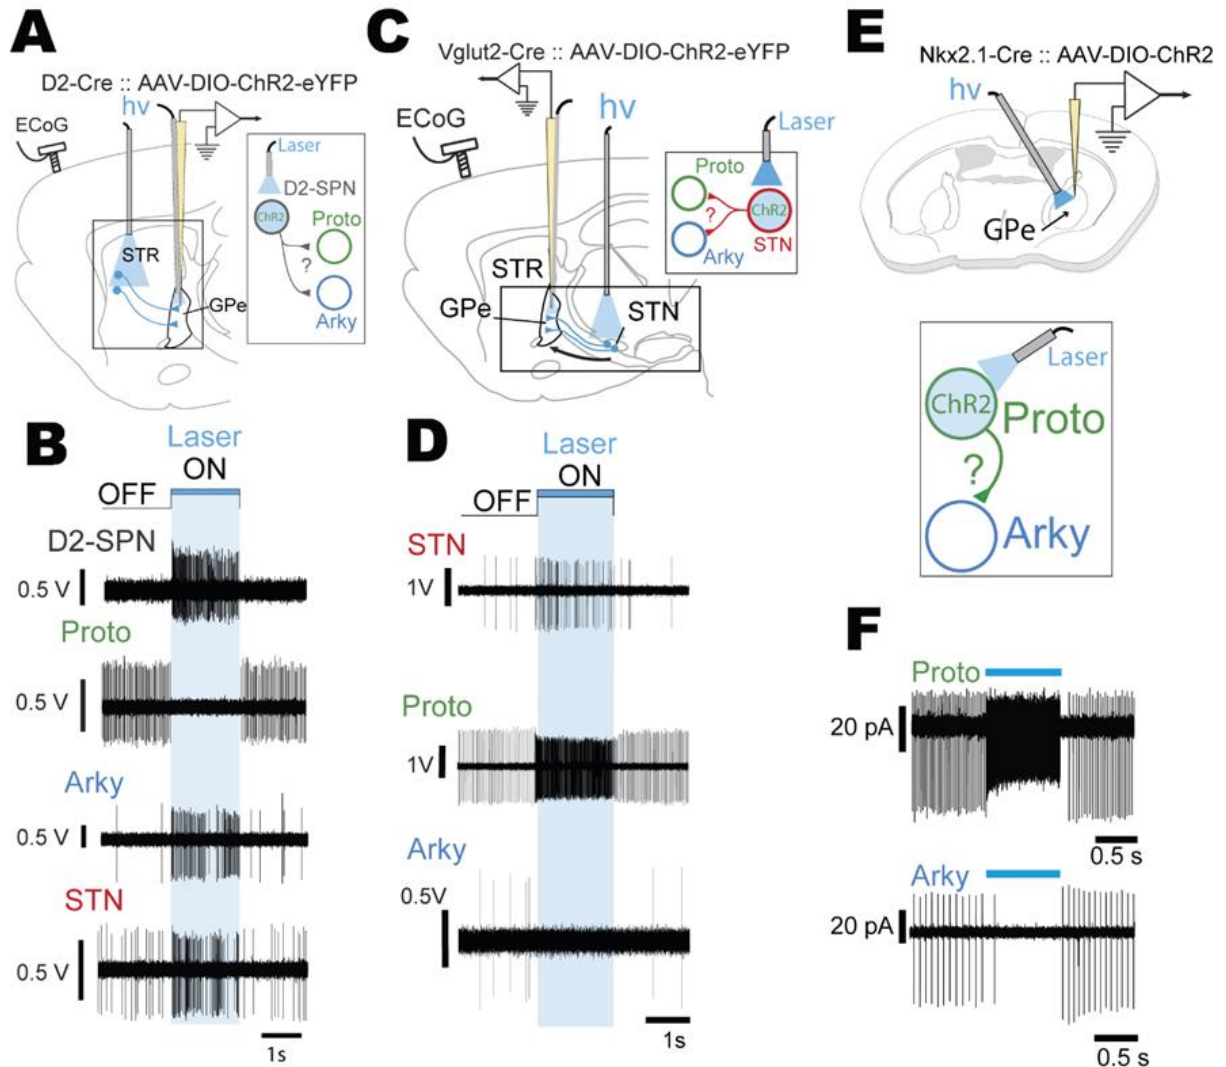 A
D2-Cre :: AAV-DIO-ChR2-eYFP
hν
ECoG
Laser
D2-SPN
ChR2
Proto
?
Arky
STR
GPe
B
Laser
ON
OFF
D2-SPN
0.5 V
Proto
0.5 V
Arky
0.5 V
STN
0.5 V
1s
C
Vglut2-Cre :: AAV-DIO-ChR2-eYFP
hν
ECoG
Laser
Proto
ChR2
?
Arky
STN
STR
GPe
STN
D
Laser
ON
OFF
STN
1V
Proto
1V
Arky
0.5V
1s
E
Nkx2.1-Cre :: AAV-DIO-ChR2
hν
GPe
Laser
ChR2
Proto
?
Arky
F
Proto
20 pA
0.5 s
Arky
20 pA
0.5 s